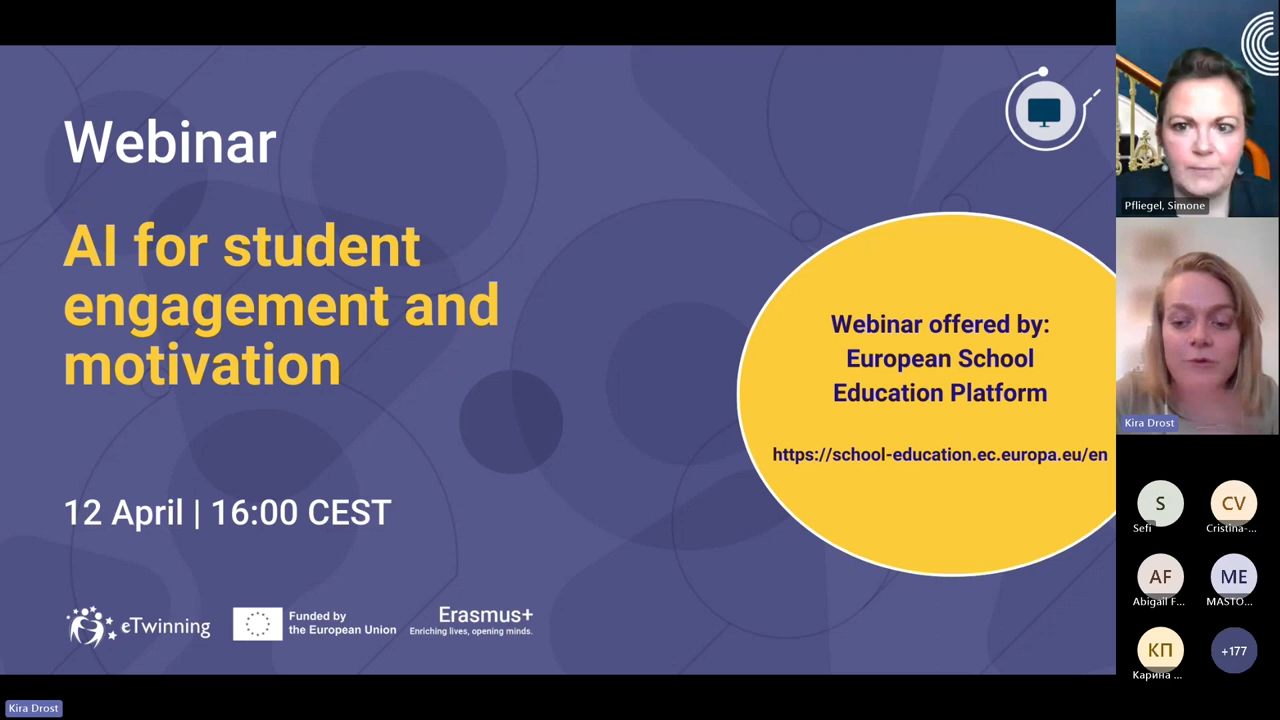 Webinar
AI for student
engagement and
motivation
12 April | 16:00 CEST
Webinar offered by:
European School
Education Platform
https://school-education.ec.europa.eu/en
eTwinning
Funded by
the European Union
Erasmus+
Enriching lives, opening minds.
Pfliegel, Simone
Kira Drost
S
Sefi
CV
Cristina-...
AF
Abigail F...
ME
MASTO...
КП
Карина ...
+177
Kira Drost